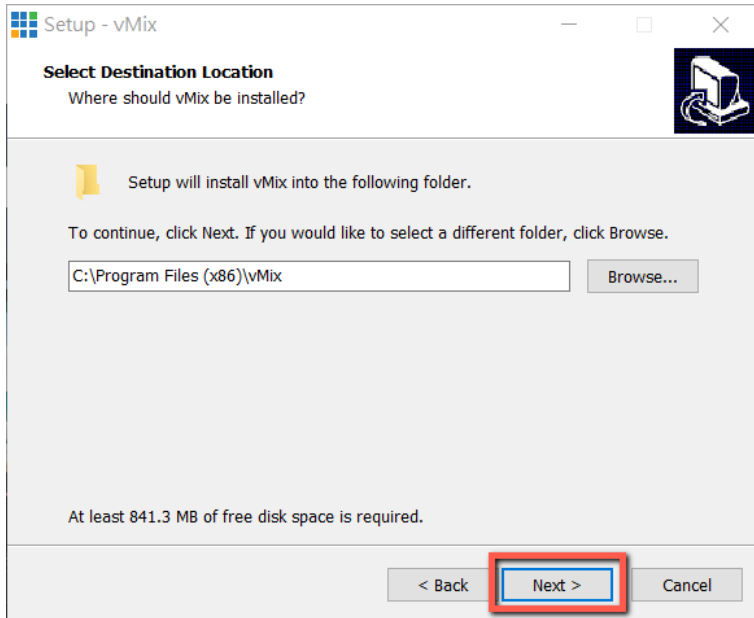 Setup - vMix
Select Destination Location
Where should vMix be installed?
Setup will install vMix into the following folder.
To continue, click Next. If you would like to select a different folder, click Browse.
C:\Program Files (x86)\vMix
Browse...
At least 841.3 MB of free disk space is required.
< Back
Next >
Cancel